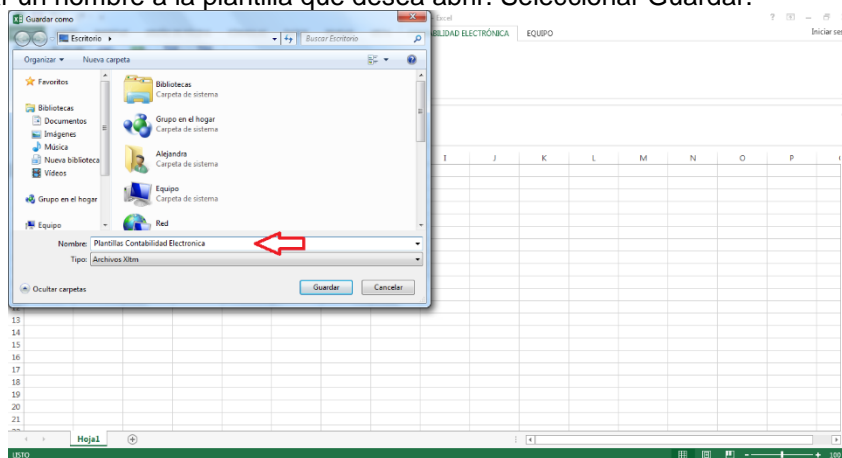 r un nombre a la plantilla que desea abrir. Seleccionar Guardar.
Guardar como
Excel
Escritorio
Buscar Escritorio
BILIDAD ELECTRÓNICA EQUIPO
Iniciar ses
Organizar Nueva carpeta
Favoritos
Bibliotecas
Documentos
Imágenes
Música
Nueva biblioteca
Vídeos
Grupo en el hogar
Equipo
Bibliotecas
Carpeta de sistema
Grupo en el hogar
Carpeta de sistema
Alejandra
Carpeta de sistema
Equipo
Carpeta de sistema
Red
I J K L M N O P
Nombre: Plantillas Contabilidad Electronica
Tipo: Archivos Xltm
Ocultar carpetas
Guardar Cancelar
13
14
15
16
17
18
19
20
21
Hoja1
LISTO
100